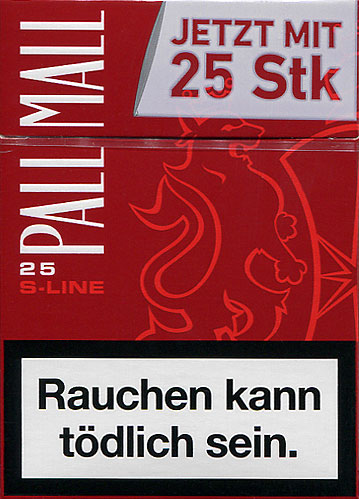 JETZT MIT
25 Stk
PALL MALL
25
S-LINE
Rauchen kann
tödlich sein.